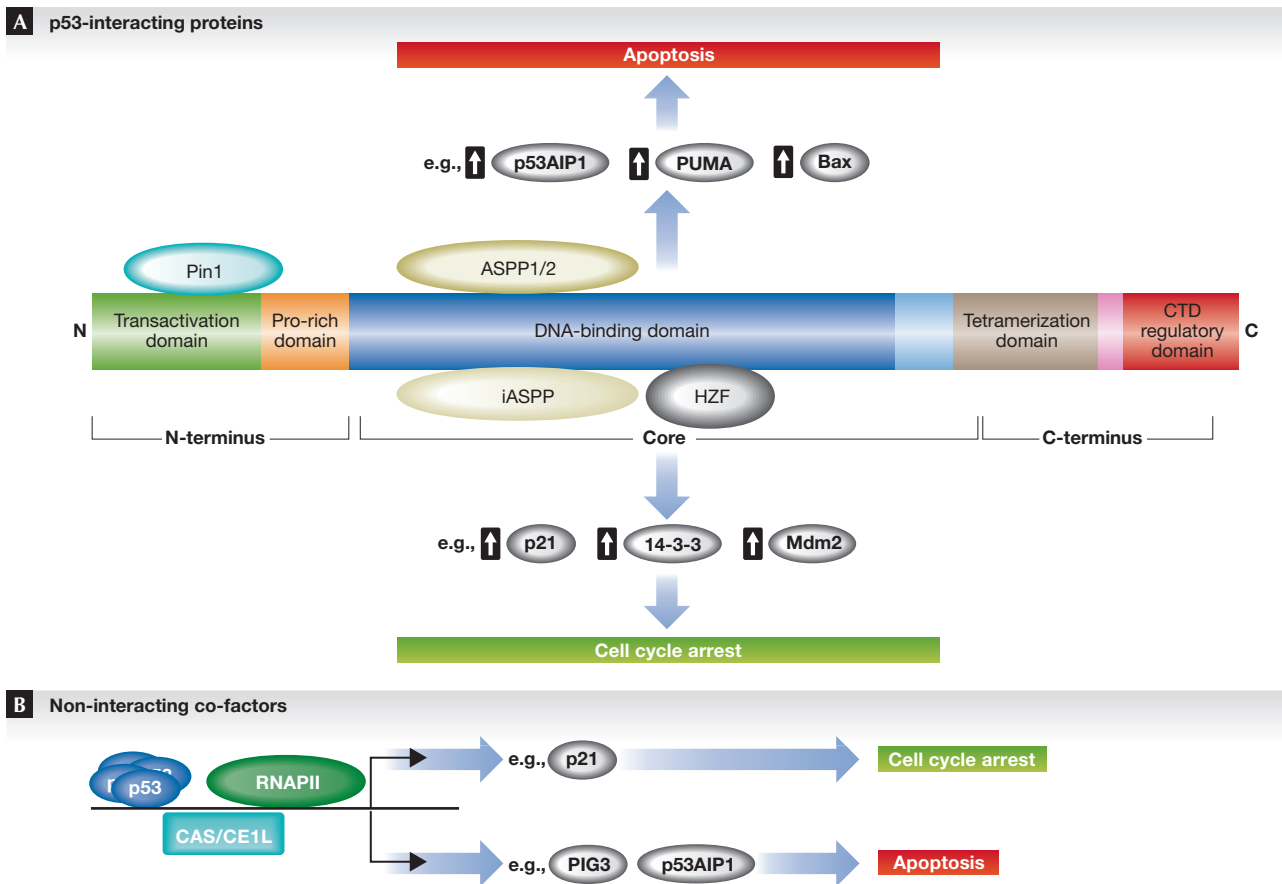 A p53-interacting proteins
Apoptosis
e.g., p53AIP1 PUMA Bax
Pin1 ASPP1/2
N Transactivation domain Pro-rich domain DNA-binding domain Tetramerization domain CTD regulatory domain C
iASPP HZF
N-terminus Core C-terminus
e.g., p21 14-3-3 Mdm2
Cell cycle arrest
B Non-interacting co-factors
e.g., p21 Cell cycle arrest
p53 RNAPII
CAS/CE1L
e.g., PIG3 p53AIP1 Apoptosis